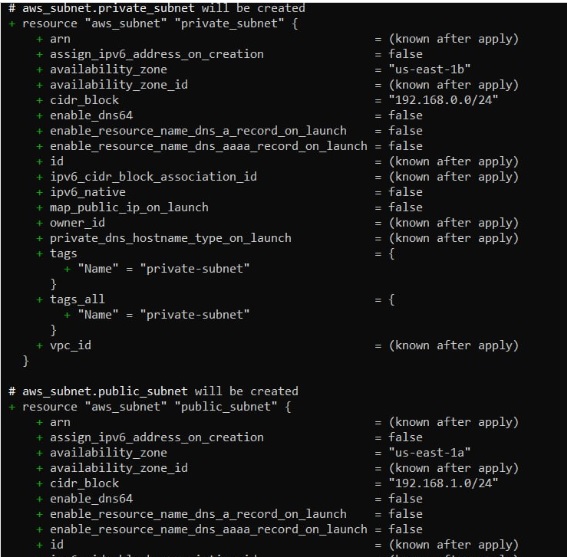 # aws_subnet.private_subnet will be created
+ resource "aws_subnet" "private_subnet" {
+ arn = (known after apply)
+ assign_ipv6_address_on_creation = false
+ availability_zone = "us-east-1b"
+ availability_zone_id = (known after apply)
+ cidr_block = "192.168.0.0/24"
+ enable_dns64 = false
+ enable_resource_name_dns_a_record_on_launch = false
+ enable_resource_name_dns_aaaa_record_on_launch = false
+ id = (known after apply)
+ ipv6_cidr_block_association_id = (known after apply)
+ ipv6_native = false
+ map_public_ip_on_launch = false
+ owner_id = (known after apply)
+ private_dns_hostname_type_on_launch = (known after apply)
+ tags = {
+ "Name" = "private-subnet"
}
+ tags_all = {
+ "Name" = "private-subnet"
}
+ vpc_id = (known after apply)
}
# aws_subnet.public_subnet will be created
+ resource "aws_subnet" "public_subnet" {
+ arn = (known after apply)
+ assign_ipv6_address_on_creation = false
+ availability_zone = "us-east-1a"
+ availability_zone_id = (known after apply)
+ cidr_block = "192.168.1.0/24"
+ enable_dns64 = false
+ enable_resource_name_dns_a_record_on_launch = false
+ enable_resource_name_dns_aaaa_record_on_launch = false
+ id = (known after apply)